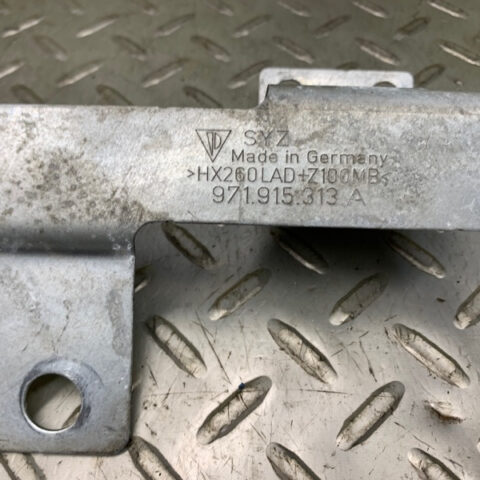 SYZ
Made in Germany
>HX260LAD+Z100MB<
971.915.313 A